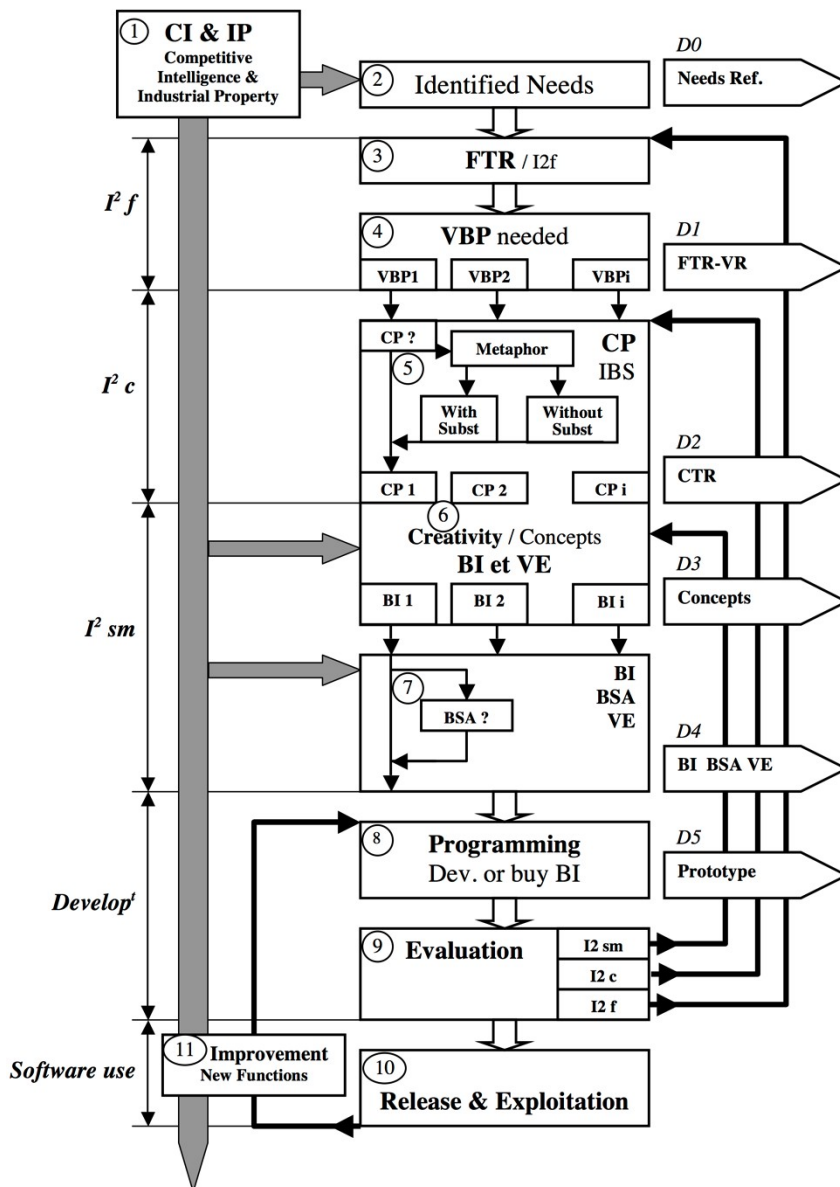 1
CI & IP
Competitive
Intelligence &
Industrial Property
2
Identified Needs
D0
Needs Ref.
I² f
3
FTR / I2f
4
VBP needed
VBP1 VBP2 VBPi
D1
FTR-VR
I² c
CP ?
5
Metaphor
CP
IBS
With
Subst
Without
Subst
CP 1 CP 2 CP i
D2
CTR
I² sm
6
Creativity / Concepts
BI et VE
BI 1 BI 2 BI i
D3
Concepts
7
BSA ?
BI
BSA
VE
D4
BI BSA VE
Developᵗ
8
Programming
Dev. or buy BI
D5
Prototype
9
Evaluation
I2 sm
I2 c
I2 f
Software use
11
Improvement
New Functions
10
Release & Exploitation